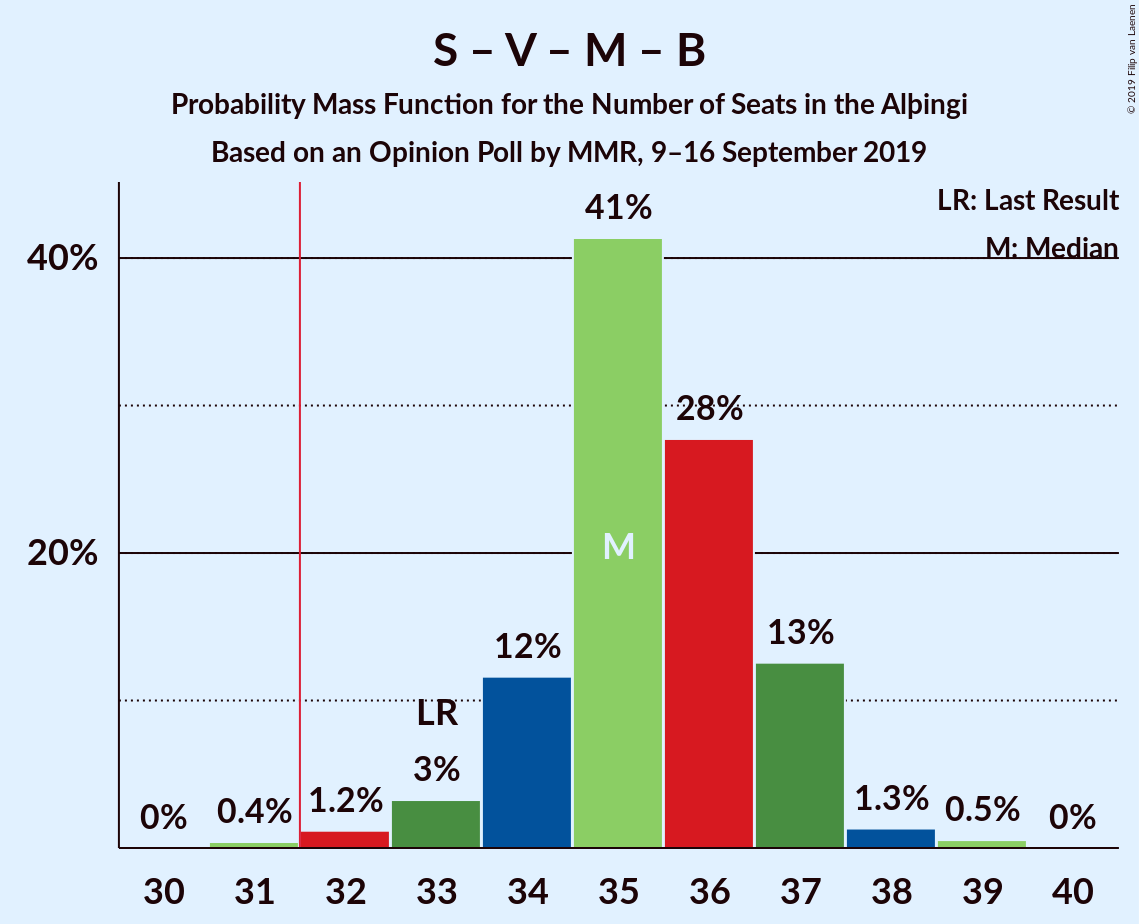 S – V – M – B
Probability Mass Function for the Number of Seats in the Alþingi
Based on an Opinion Poll by MMR, 9–16 September 2019
© 2019 Filip van Laenen
LR: Last Result
M: Median
40%
20%
0%
0.4%
1.2%
LR
3%
12%
41%
M
28%
13%
1.3%
0.5%
0%
30 31 32 33 34 35 36 37 38 39 40